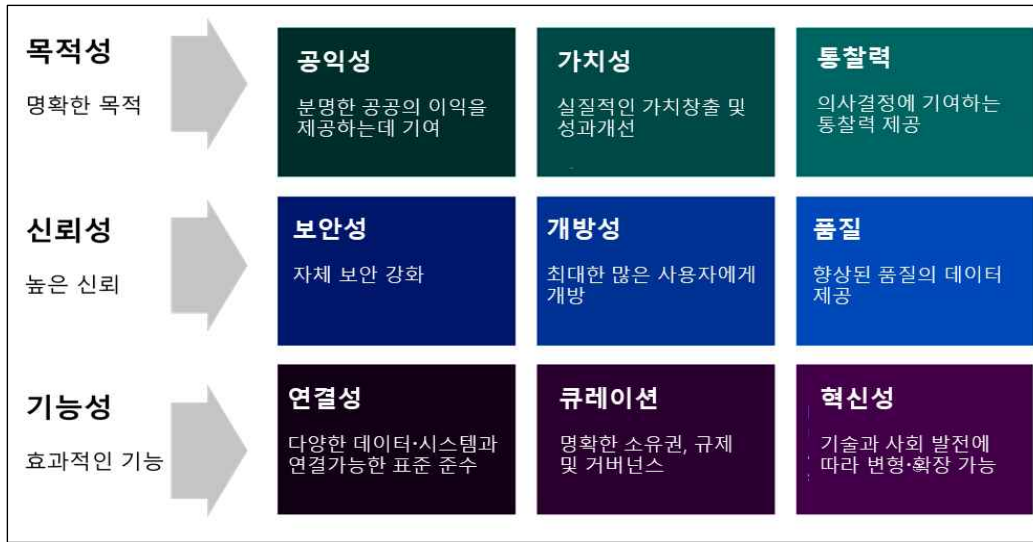 목적성
명확한 목적
공익성
분명한 공공의 이익을
제공하는데 기여
가치성
실질적인 가치창출 및
성과개선
통찰력
의사결정에 기여하는
통찰력 제공
신뢰성
높은 신뢰
보안성
자체 보안 강화
개방성
최대한 많은 사용자에게
개방
품질
향상된 품질의 데이터
제공
기능성
효과적인 기능
연결성
다양한 데이터·시스템과
연결가능한 표준 준수
큐레이션
명확한 소유권, 규제
및 거버넌스
혁신성
기술과 사회 발전에
따라 변형·확장 가능